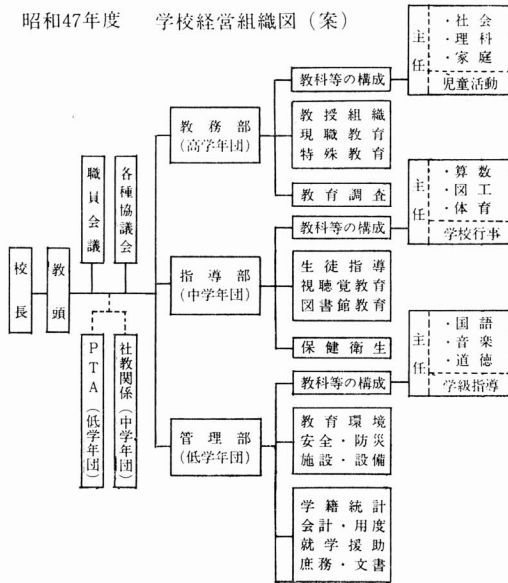 昭和47年度 学校経営組織図(案)
校長
教頭
職員会議
各種協議会
PTA(低学年団)
社教関係(中学年団)
教務部
(高学年団)
教科等の構成
主任
・社会
・理科
・家庭
児童活動
教授組織
現職教育
特殊教育
教育調査
指導部
(中学年団)
教科等の構成
主任
・算数
・図工
・体育
学校行事
生徒指導
視聴覚教育
図書館教育
保健衛生
管理部
(低学年団)
教科等の構成
主任
・国語
・音楽
・道徳
学級指導
教育環境
安全・防災
施設・設備
学籍統計
会計・用度
就学援助
庶務・文書